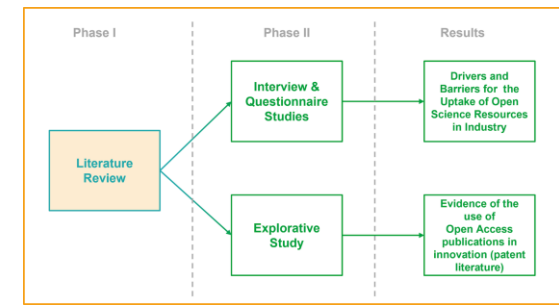 Phase I
Phase II
Results
Literature
Review
Interview &
Questionnaire
Studies
Drivers and
Barriers for the
Uptake of Open
Science Resources
in Industry
Explorative
Study
Evidence of the
use of
Open Access
publications in
innovation (patent
literature)